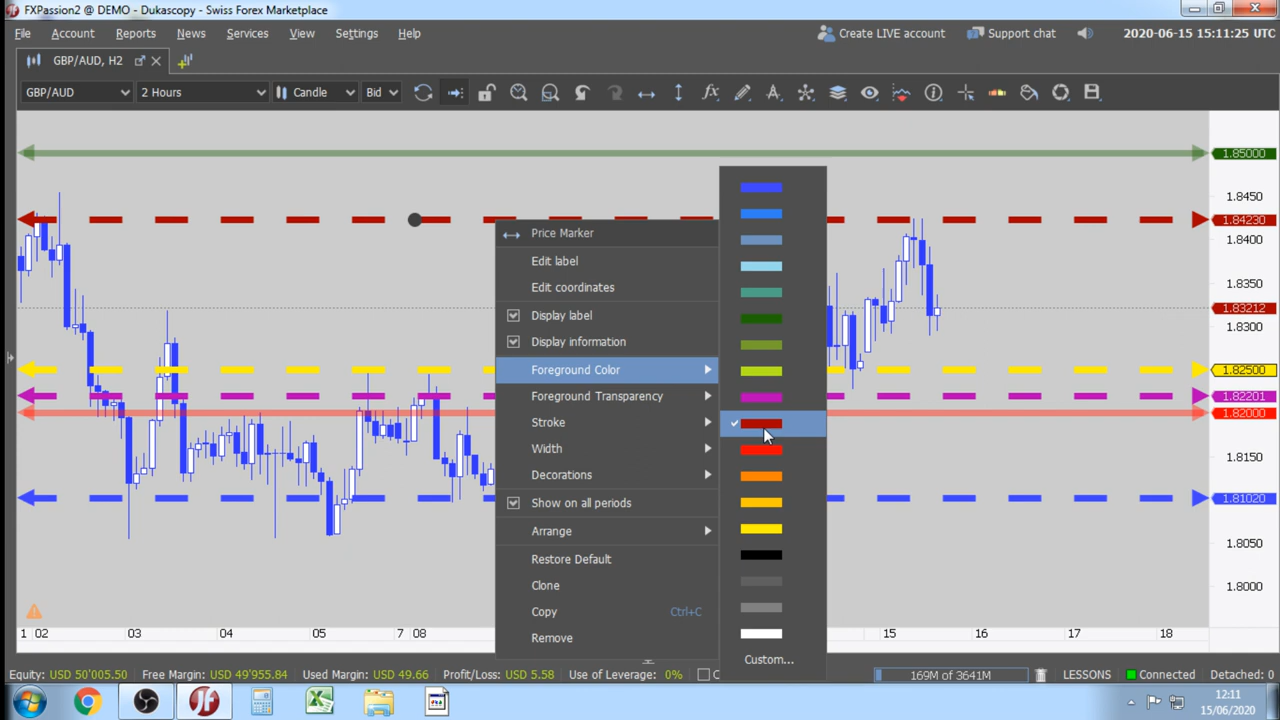 FXPassion2 @ DEMO - Dukascopy - Swiss Forex Marketplace
File Account Reports News Services View Settings Help Create LIVE account Support chat 2020-06-15 15:11:25 UTC
GBP/AUD, H2
GBP/AUD 2 Hours Candle Bid
1.85000
1.8450
1.84230
1.8400
1.8350
1.83212
1.8300
1.82500
1.82201
1.82000
1.8150
1.81020
1.8050
1.8000
Price Marker
Edit label
Edit coordinates
Display label
Display information
Foreground Color
Foreground Transparency
Stroke
Width
Decorations
Show on all periods
Arrange
Restore Default
Clone
Copy Ctrl+C
Remove
Custom...
1 02 03 04 05 7 08 15 16 17 18
Equity: USD 50'005.50 Free Margin: USD 49'955.84 Used Margin: USD 49.66 Profit/Loss: USD 5.58 Use of Leverage: 0% 169M of 3641M LESSONS Connected Detached: 0
12:11
15/06/2020